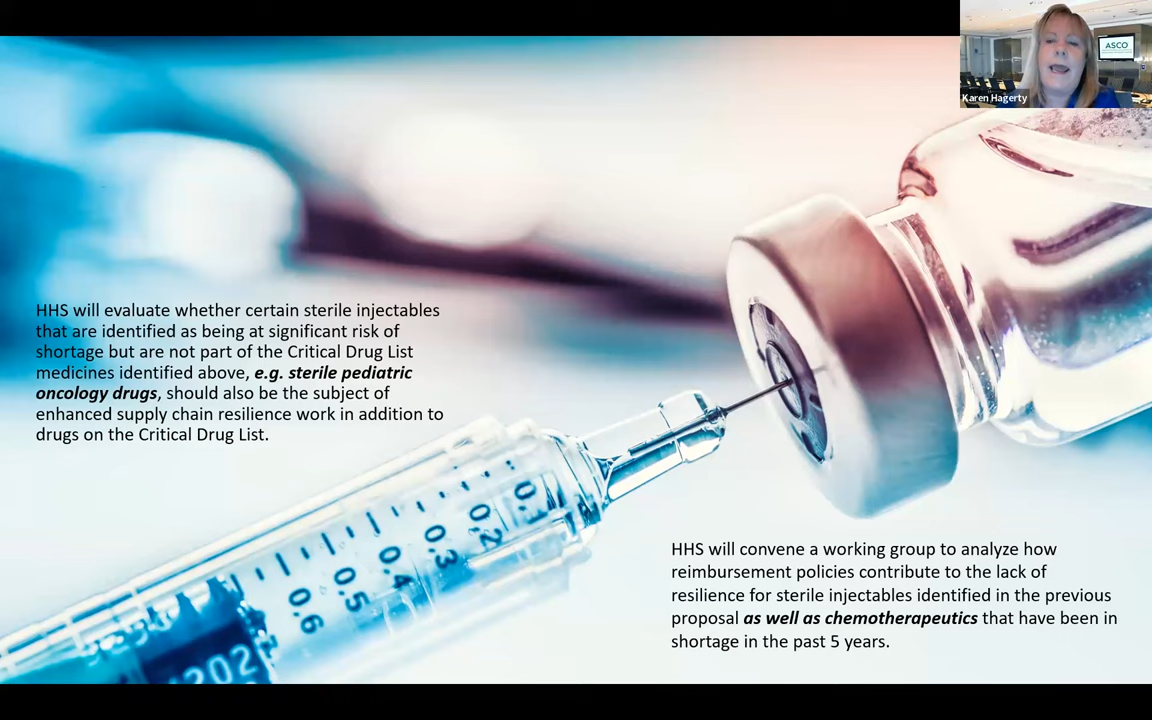 ASCO
Karen Hagerty
HHS will evaluate whether certain sterile injectables
that are identified as being at significant risk of
shortage but are not part of the Critical Drug List
medicines identified above, e.g. sterile pediatric
oncology drugs, should also be the subject of
enhanced supply chain resilience work in addition to
drugs on the Critical Drug List.
0.1
0.2
0.3
0.4
0.5
0.6
202
HHS will convene a working group to analyze how
reimbursement policies contribute to the lack of
resilience for sterile injectables identified in the previous
proposal as well as chemotherapeutics that have been in
shortage in the past 5 years.